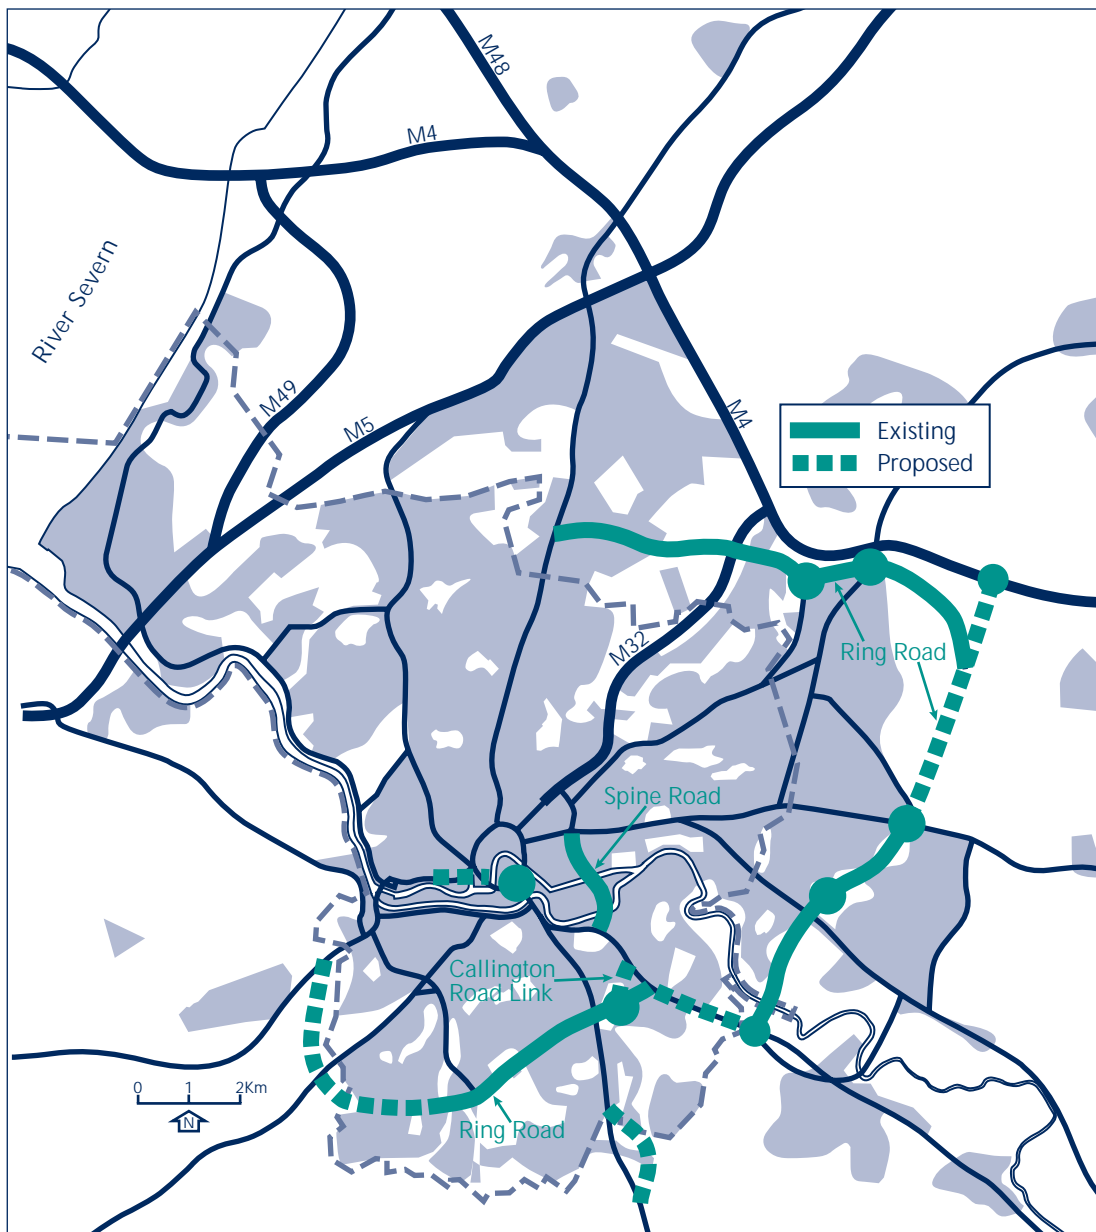 M48
M4
River Severn
M49
M5
M4
Existing
Proposed
M32
Ring Road
Spine Road
Callington
Road Link
0 1 2Km
N
Ring Road